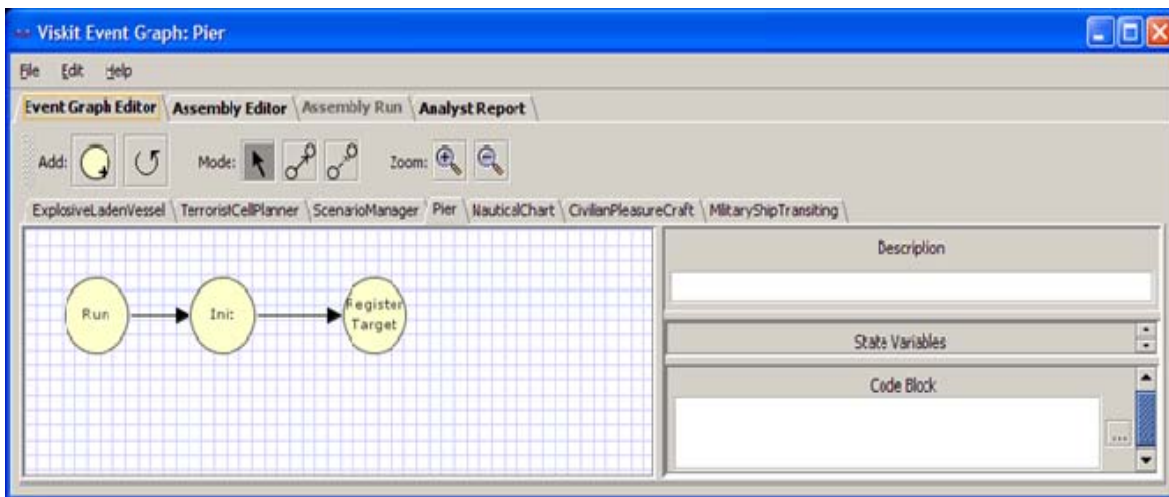 Viskit Event Graph: Pier
File Edit Help
Event Graph Editor Assembly Editor Assembly Run Analyst Report
Add: Mode: Zoom:
ExplosiveLadenVessel TerroristCellPlanner ScenarioManager Pier NauticalChart CivilianPleasureCraft MilitaryShipTransiting
Description
Run Init Register
Target
State Variables
Code Block
...